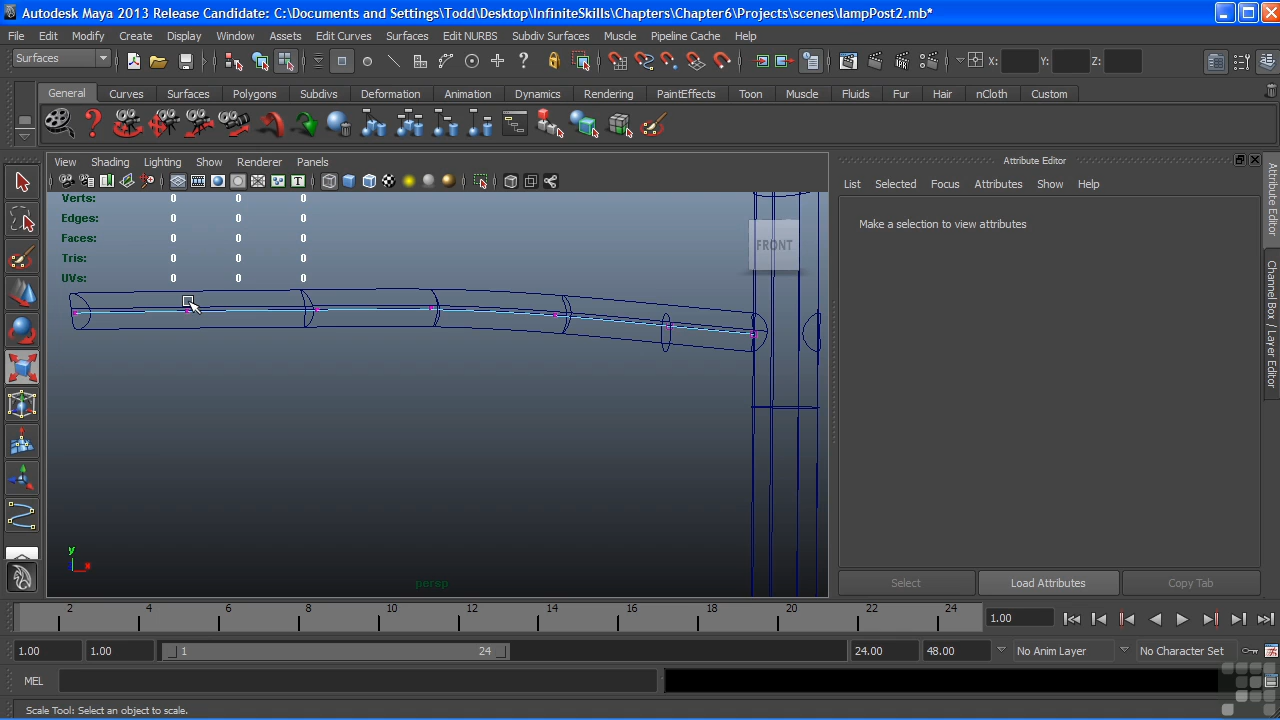 Autodesk Maya 2013 Release Candidate: C:\Documents and Settings\Todd\Desktop\InfiniteSkills\Chapters\Chapter6\Projects\scenes\lampPost2.mb*
File Edit Modify Create Display Window Assets Edit Curves Surfaces Edit NURBS Subdiv Surfaces Muscle Pipeline Cache Help
Surfaces X: Y: Z:
General Curves Surfaces Polygons Subdivs Deformation Animation Dynamics Rendering PaintEffects Toon Muscle Fluids Fur Hair nCloth Custom
View Shading Lighting Show Renderer Panels
Attribute Editor
List Selected Focus Attributes Show Help
Make a selection to view attributes
Verts: 0 0 0
Edges: 0 0 0
Faces: 0 0 0
Tris: 0 0 0
UVs: 0 0 0
FRONT
y
x
persp
Attribute Editor
Channel Box / Layer Editor
Select Load Attributes Copy Tab
2 4 6 8 10 12 14 16 18 20 22 24 1.00
1.00 1.00 1 24 24.00 48.00 No Anim Layer No Character Set
MEL
Scale Tool: Select an object to scale.